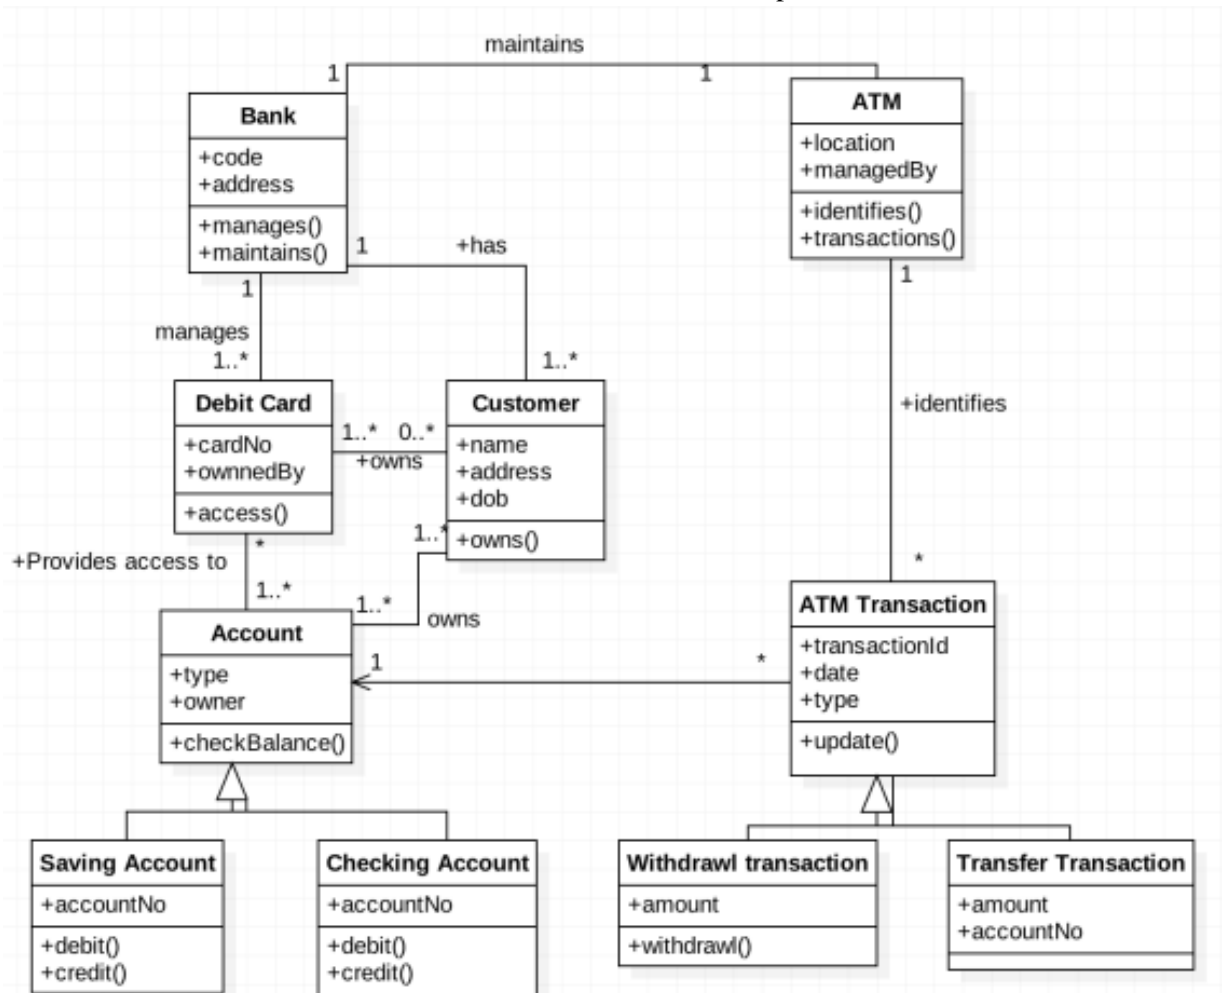 maintains
1
1
Bank
+code
+address
+manages()
+maintains()
ATM
+location
+managedBy
+identifies()
+transactions()
1
+has
1
1
manages
1..*
1..*
Debit Card
+cardNo
+ownnedBy
+access()
1..*
0..*
+owns
Customer
+name
+address
+dob
+owns()
+identifies
*
+Provides access to
1..*
1..*
1..*
owns
*
Account
+type
+owner
+checkBalance()
1
*
ATM Transaction
+transactionId
+date
+type
+update()
Saving Account
+accountNo
+debit()
+credit()
Checking Account
+accountNo
+debit()
+credit()
Withdrawl transaction
+amount
+withdrawl()
Transfer Transaction
+amount
+accountNo